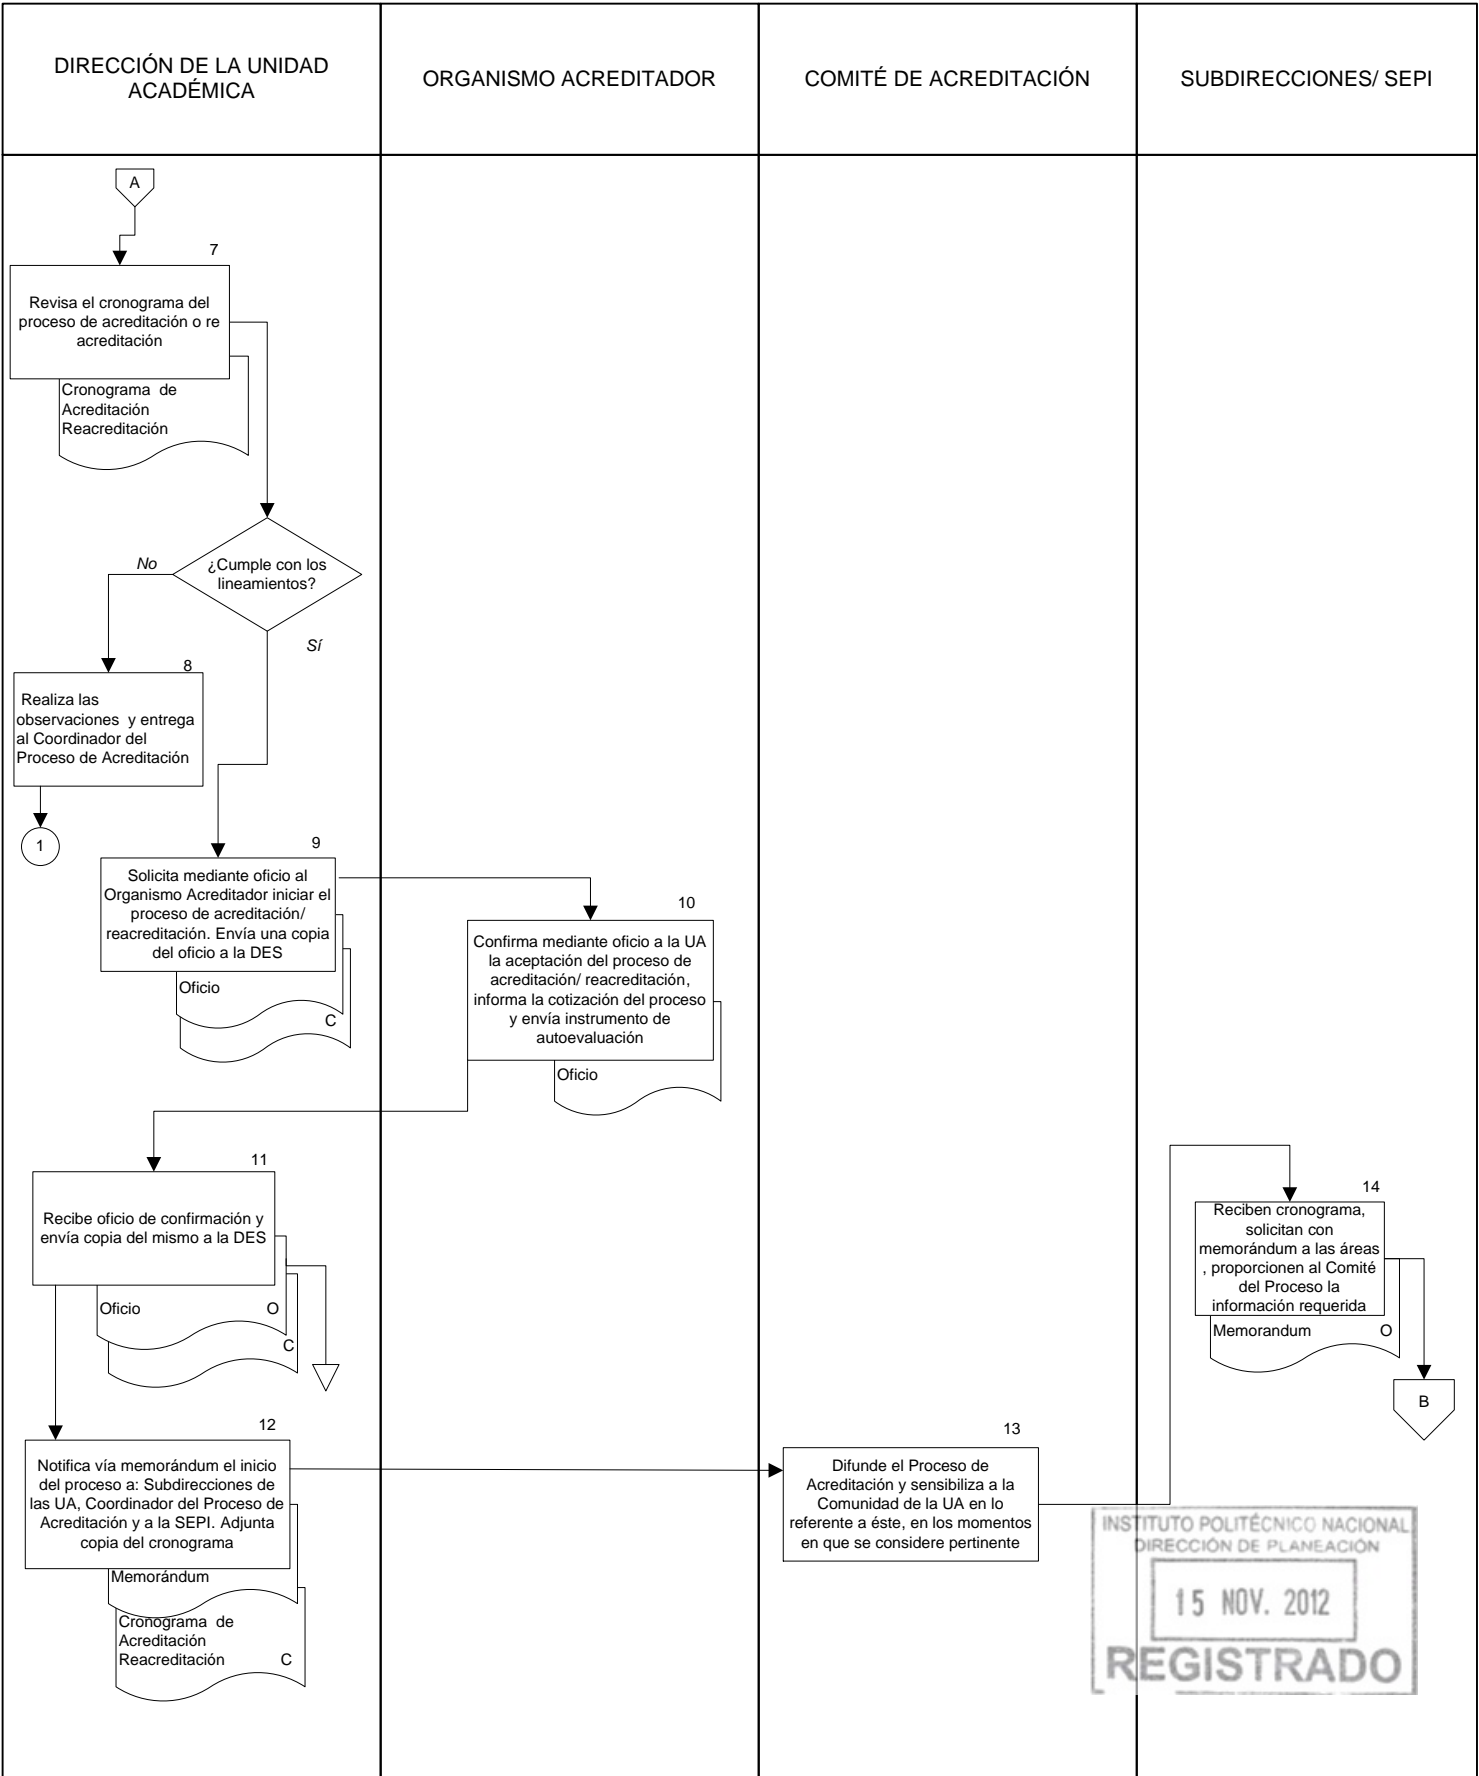 DIRECCIÓN DE LA UNIDAD
ACADÉMICA
ORGANISMO ACREDITADOR
COMITÉ DE ACREDITACIÓN
SUBDIRECCIONES/ SEPI
A
7
Revisa el cronograma del
proceso de acreditación o re
acreditación
Cronograma de
Acreditación
Reacreditación
¿Cumple con los
lineamientos?
No
Sí
8
Realiza las
observaciones y entrega
al Coordinador del
Proceso de Acreditación
1
9
Solicita mediante oficio al
Organismo Acreditador iniciar el
proceso de acreditación/
reacreditación. Envía una copia
del oficio a la DES
Oficio
C
10
Confirma mediante oficio a la UA
la aceptación del proceso de
acreditación/ reacreditación,
informa la cotización del proceso
y envía instrumento de
autoevaluación
Oficio
11
Recibe oficio de confirmación y
envía copia del mismo a la DES
Oficio O
C
12
Notifica vía memorándum el inicio
del proceso a: Subdirecciones de
las UA, Coordinador del Proceso de
Acreditación y a la SEPI. Adjunta
copia del cronograma
Memorándum
Cronograma de
Acreditación
Reacreditación C
13
Difunde el Proceso de
Acreditación y sensibiliza a la
Comunidad de la UA en lo
referente a éste, en los momentos
en que se considere pertinente
14
Reciben cronograma,
solicitan con
memorándum a las áreas
, proporcionen al Comité
del Proceso la
información requerida
Memorandum O
B
INSTITUTO POLITÉCNICO NACIONAL
DIRECCIÓN DE PLANEACIÓN
15 NOV. 2012
REGISTRADO